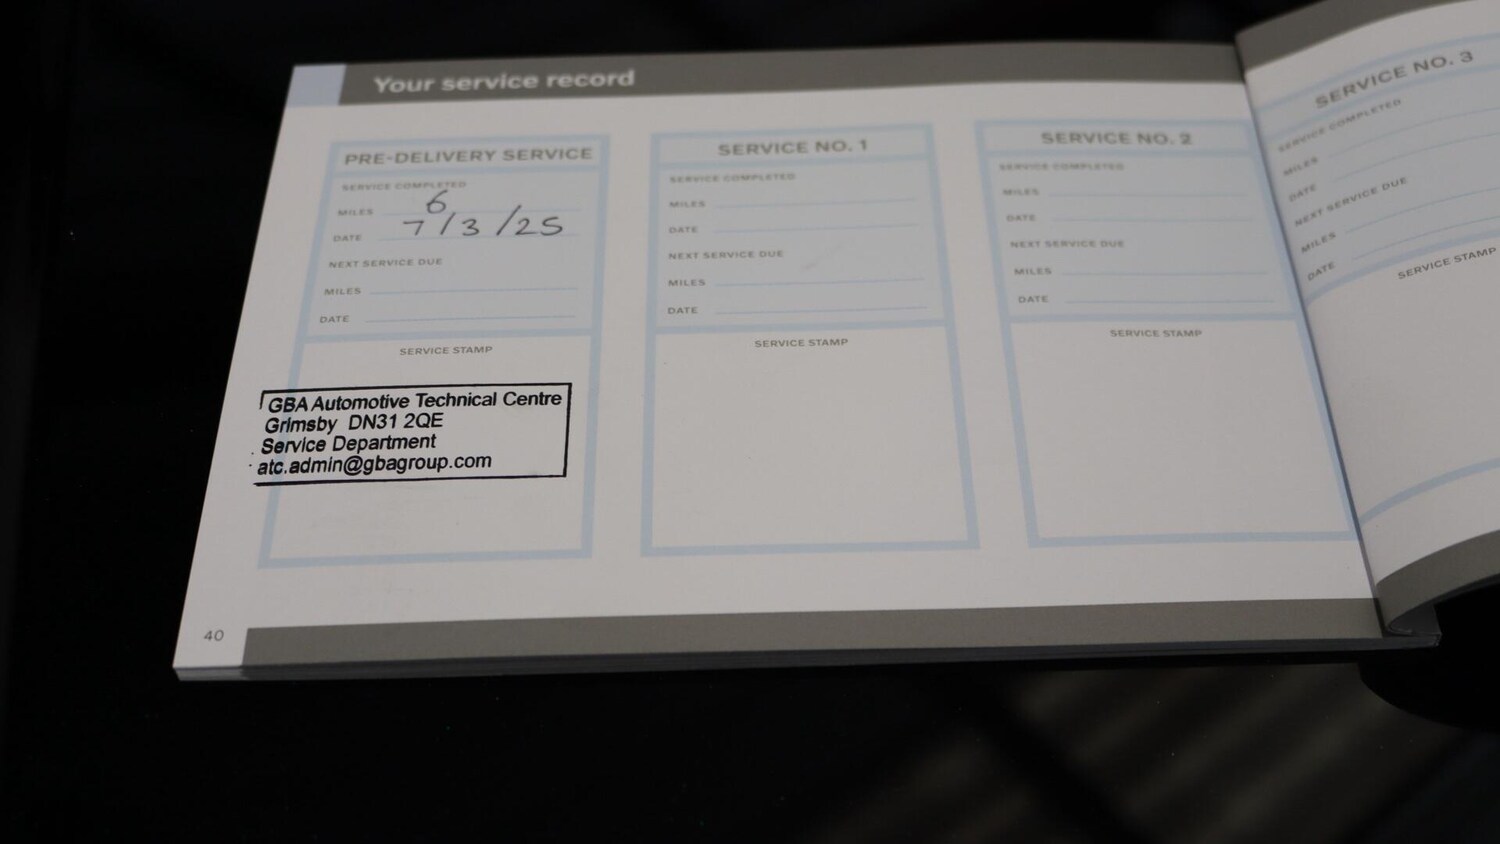 Your service record
PRE-DELIVERY SERVICE
SERVICE COMPLETED
MILES 6
DATE 7/3/25
NEXT SERVICE DUE
MILES
DATE
SERVICE STAMP
GBA Automotive Technical Centre
Grimsby DN31 2QE
Service Department
atc.admin@gbagroup.com
SERVICE NO. 1
SERVICE COMPLETED
MILES
DATE
NEXT SERVICE DUE
MILES
DATE
SERVICE STAMP
SERVICE NO. 2
SERVICE COMPLETED
MILES
DATE
NEXT SERVICE DUE
MILES
DATE
SERVICE STAMP
40
SERVICE NO. 3
SERVICE COMPLETED
MILES
DATE
NEXT SERVICE DUE
MILES
DATE
SERVICE STAMP